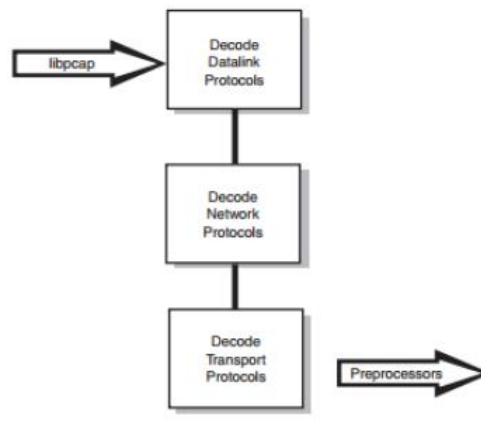 libpcap
Decode
Datalink
Protocols
Decode
Network
Protocols
Decode
Transport
Protocols
Preprocessors